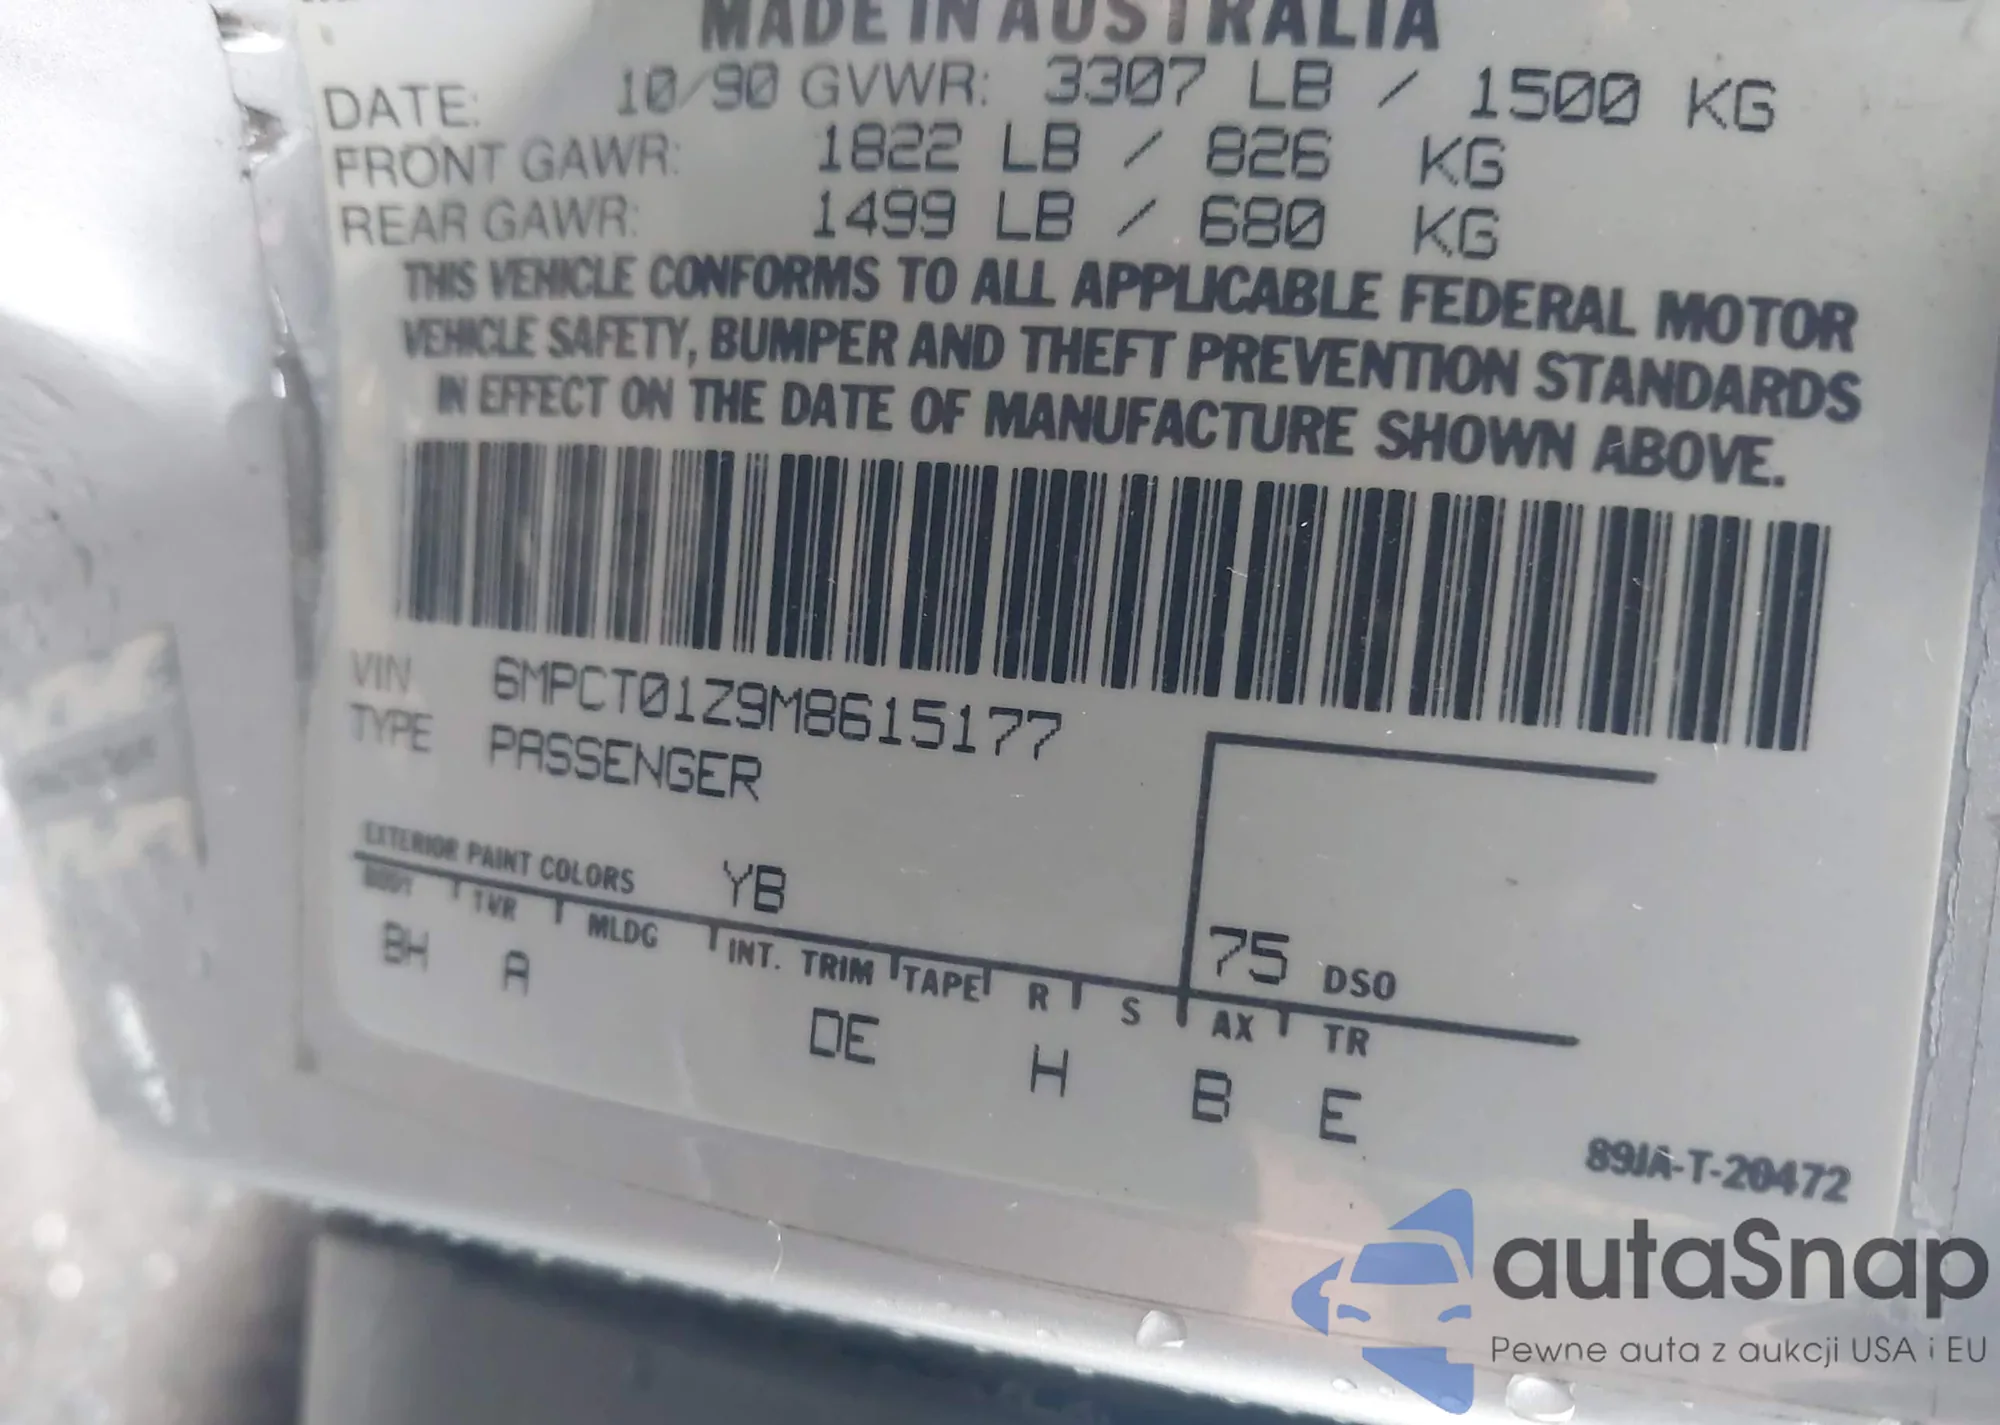 MADE IN AUSTRALIA
DATE: 10/90 GVWR: 3307 LB / 1500 KG
FRONT GAWR: 1822 LB / 826 KG
REAR GAWR: 1499 LB / 680 KG
THIS VEHICLE CONFORMS TO ALL APPLICABLE FEDERAL MOTOR
VEHICLE SAFETY, BUMPER AND THEFT PREVENTION STANDARDS
IN EFFECT ON THE DATE OF MANUFACTURE SHOWN ABOVE.
VIN 6MPCT01Z9M8615177
TYPE PASSENGER
EXTERIOR PAINT COLORS YB
75 DSO
BODY TVR MLDG INT. TRIM TAPE R S AX TR
BH A DE H B E
89JA-T-20472
autaSnap
Pewne auta z aukcji USA i EU